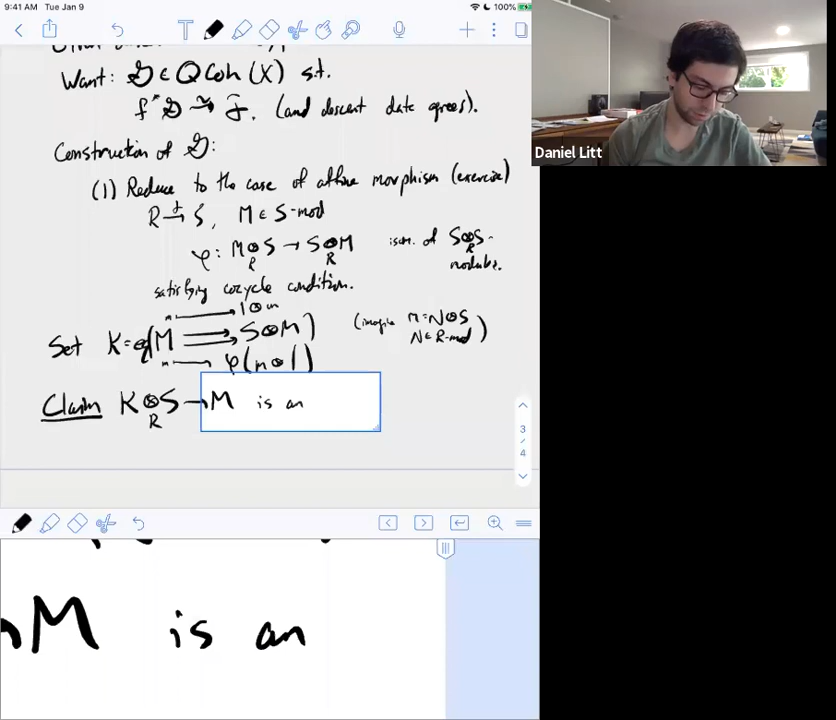 9:41 AM Tue Jan 9
100%
Want: 𝒢 ∈ QCoh(X) s.t.
f*𝒢 ⥲ F. (and descent data agrees).
Construction of 𝒢:
(1) Reduce to the case of affine morphism (exercise)
R →f S, M ∈ S-mod
φ: M⊗S → S⊗M isom. of S⊗S-
R R R modules.
satisfying cocycle condition.
m → 1⊗m
Set K = eq(M ⇉ S⊗M) (imagine M=N⊗S
m → φ(m⊗1) N∈R-mod)
Claim K⊗S → M is an
R
3
/
4
Daniel Litt
M is an